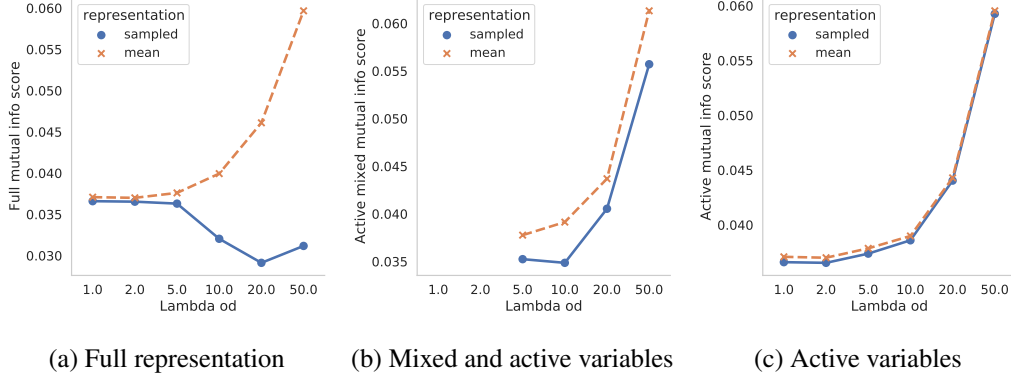 Full mutual info score
0.060
0.055
0.050
0.045
0.040
0.035
0.030
representation
sampled
mean
1.0 2.0 5.0 10.0 20.0 50.0
Lambda od
(a) Full representation
Active mixed mutual info score
0.060
0.055
0.050
0.045
0.040
0.035
representation
sampled
mean
1.0 2.0 5.0 10.0 20.0 50.0
Lambda od
(b) Mixed and active variables
Active mutual info score
0.060
0.055
0.050
0.045
0.040
representation
sampled
mean
1.0 2.0 5.0 10.0 20.0 50.0
Lambda od
(c) Active variables